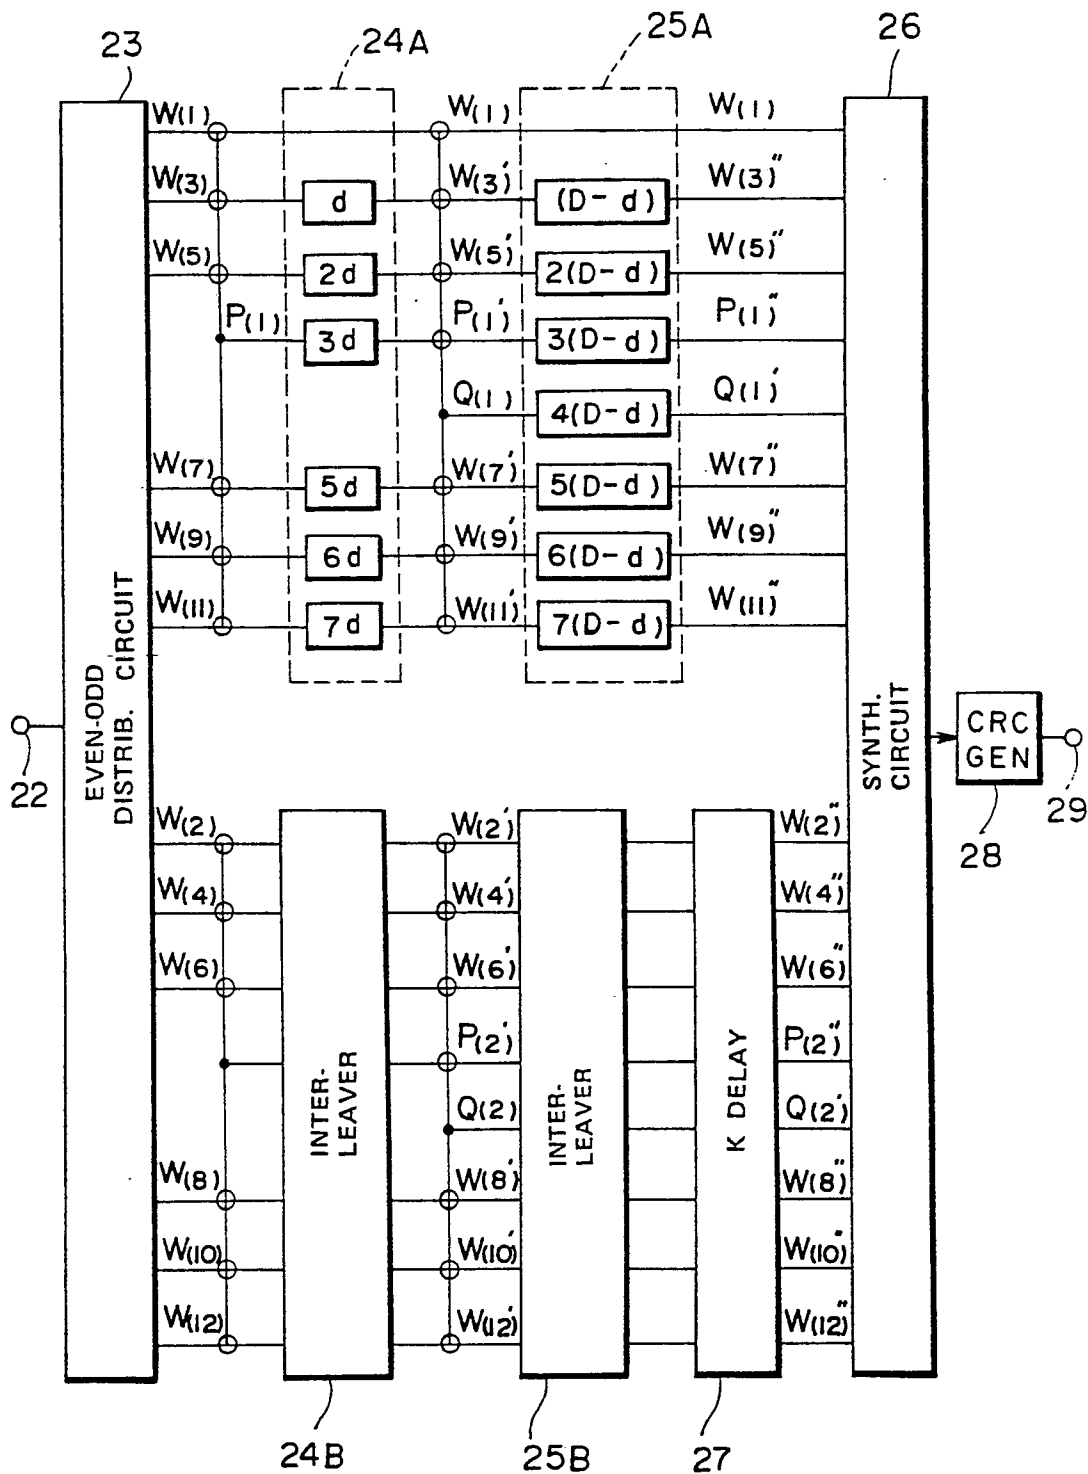 23 24A 25A 26
W(1) W(1) W(1)
W(3) d W(3') (D-d) W(3)"
W(5) 2d W(5)' 2(D-d) W(5)"
P(1) 3d P(1)' 3(D-d) P(1)"
Q(1) 4(D-d) Q(1)'
W(7) 5d W(7)' 5(D-d) W(7)"
W(9) 6d W(9)' 6(D-d) W(9)"
W(11) 7d W(11') 7(D-d) W(11)"
EVEN-ODD
DISTRIB. CIRCUIT
SYNTH.
CIRCUIT
CRC
GEN
22 28 29
W(2) W(2') W(2)"
W(4) W(4)' W(4)"
W(6) W(6)' W(6)"
P(2') P(2)"
Q(2) Q(2')
W(8) W(8)' W(8)"
W(10) W(10)' W(10)"
W(12) W(12') W(12)"
INTER-
LEAVER
INTER-
LEAVER
K DELAY
24B 25B 27